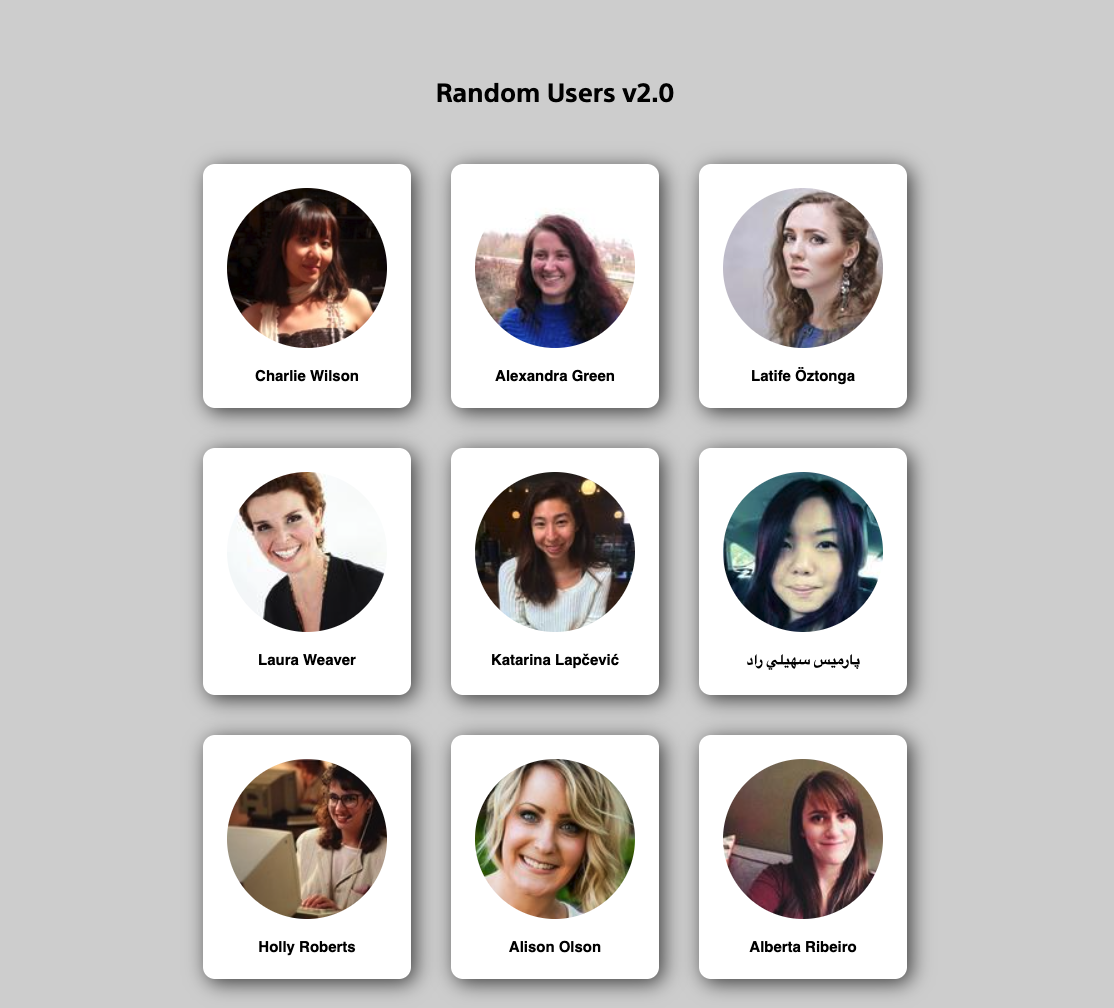 Random Users v2.0
Charlie Wilson
Alexandra Green
Latife Öztonga
Laura Weaver
Katarina Lapčević
پارمیس سهيلي راد
Holly Roberts
Alison Olson
Alberta Ribeiro